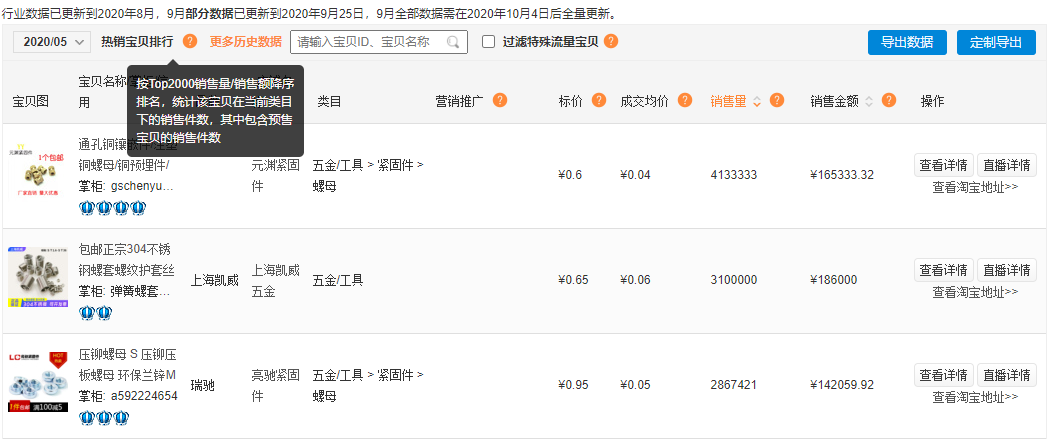 行业数据已更新到2020年8月，9月部分数据已更新到2020年9月25日，9月全部数据需在2020年10月4日后全量更新。
2020/05 热销宝贝排行 ? 更多历史数据 请输入宝贝ID、宝贝名称 过滤特殊流量宝贝 ? 导出数据 定制导出
按Top2000销售量/销售额降序
排名，统计该宝贝在当前类目
下的销售件数，其中包含预售
宝贝的销售件数
宝贝图 宝贝名称 用 类目 营销推广 ? 标价 ? 成交均价 ? 销售量 ? 销售金额 ? 操作
元渊紧固件
1个包邮
厂家直销 量大优惠
通孔铜镶嵌件
铜螺母/铜预埋件/
掌柜: gschenyu...
元渊紧固
件
五金/工具 > 紧固件 >
螺母
¥0.6 ¥0.04 4133333 ¥165333.32
查看详情 直播详情
查看淘宝地址>>
包邮正宗304不锈
钢螺套螺纹护套丝
掌柜: 弹簧螺套...
上海凯威
上海凯威
五金
五金/工具
¥0.65 ¥0.06 3100000 ¥186000
查看详情 直播详情
查看淘宝地址>>
LC
HOT
满100减5
压铆螺母 S 压铆压
板螺母 环保兰锌M
掌柜: a592224654
瑞驰
亮驰紧固
件
五金/工具 > 紧固件 >
螺母
¥0.95 ¥0.05 2867421 ¥142059.92
查看详情 直播详情
查看淘宝地址>>